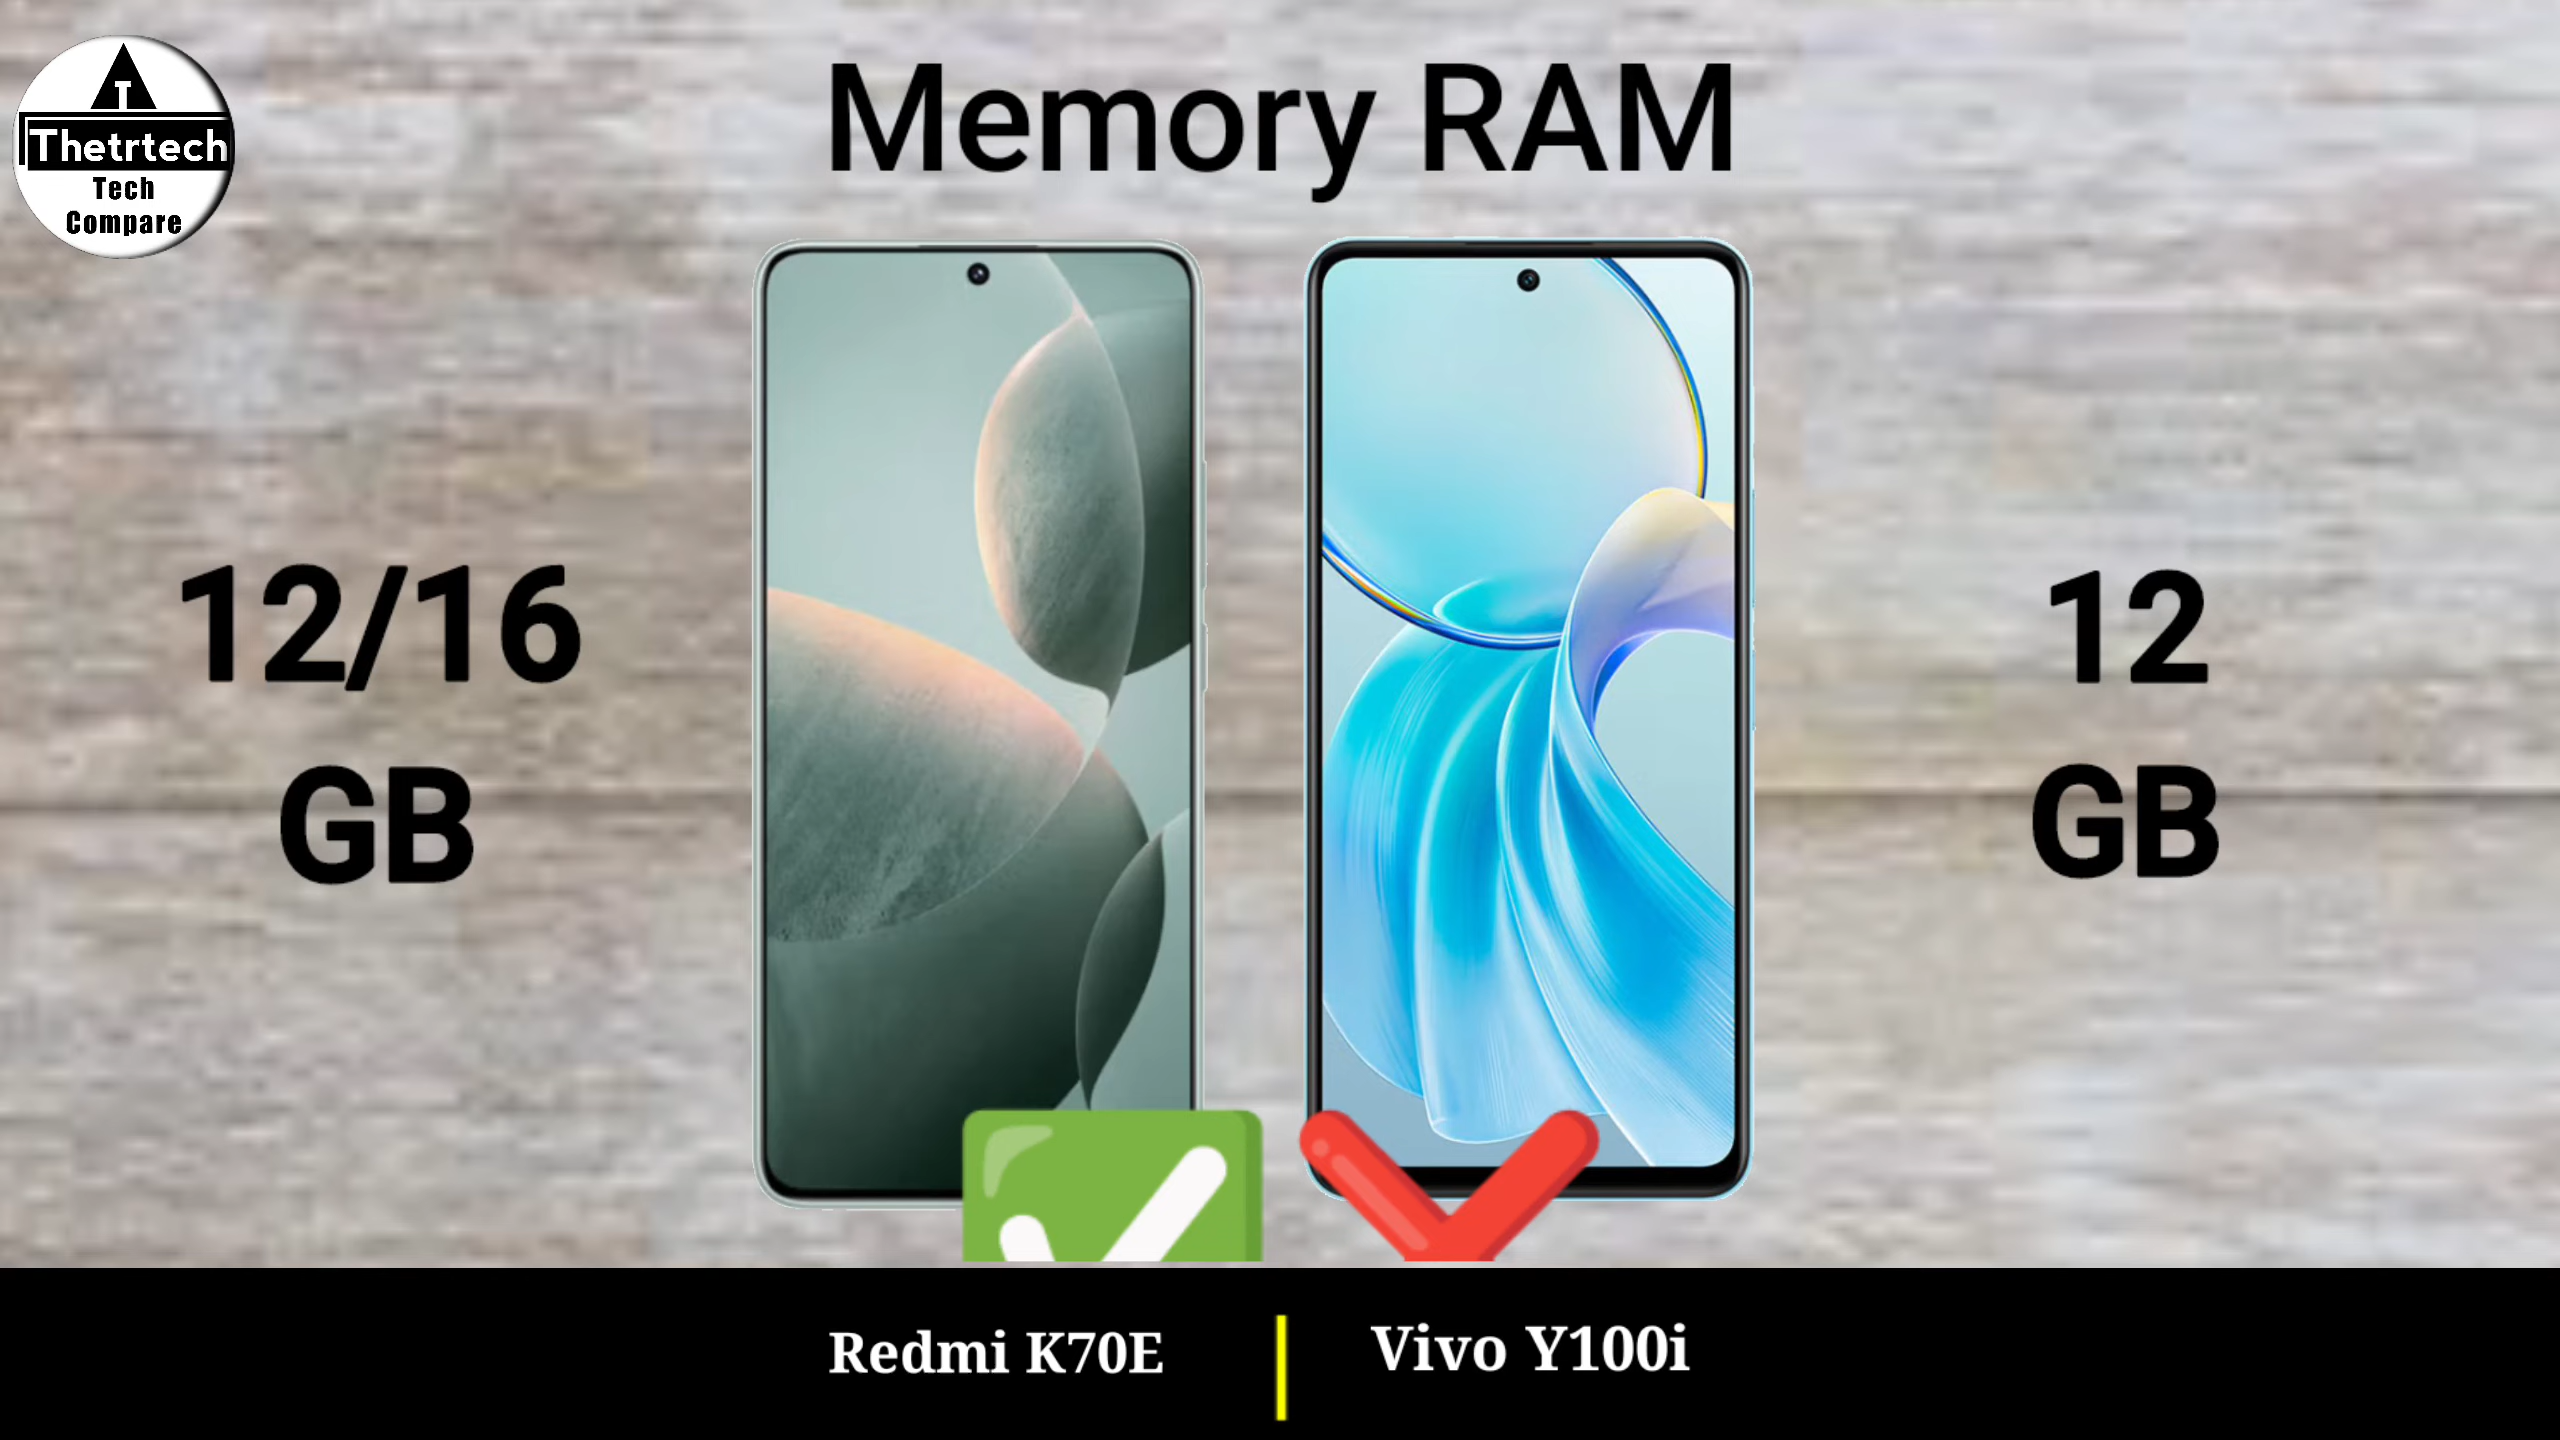 T
Thetrtech
Tech
Compare
Memory RAM
12/16
GB
12
GB
Redmi K70E
Vivo Y100i